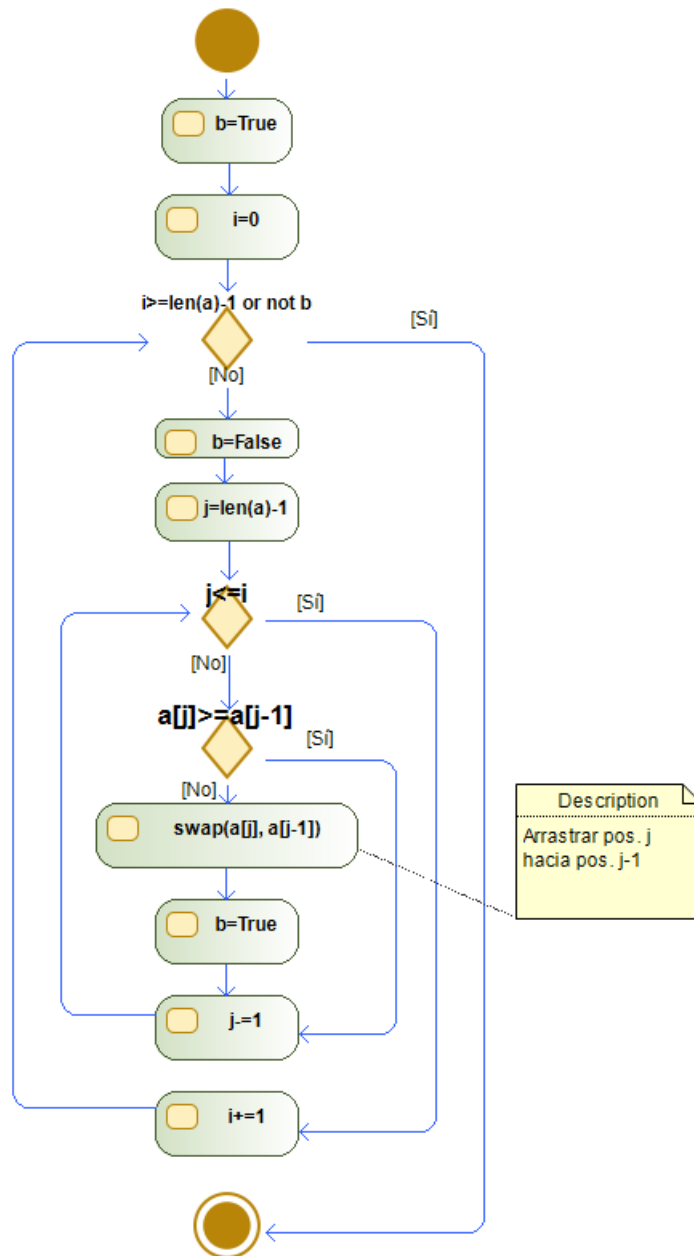 b=True
i=0
i>=len(a)-1 or not b
[Sí]
[No]
b=False
j=len(a)-1
j<=i
[Sí]
[No]
a[j]>=a[j-1]
[Sí]
[No]
swap(a[j], a[j-1])
Description
Arrastrar pos. j
hacia pos. j-1
b=True
j-=1
i+=1